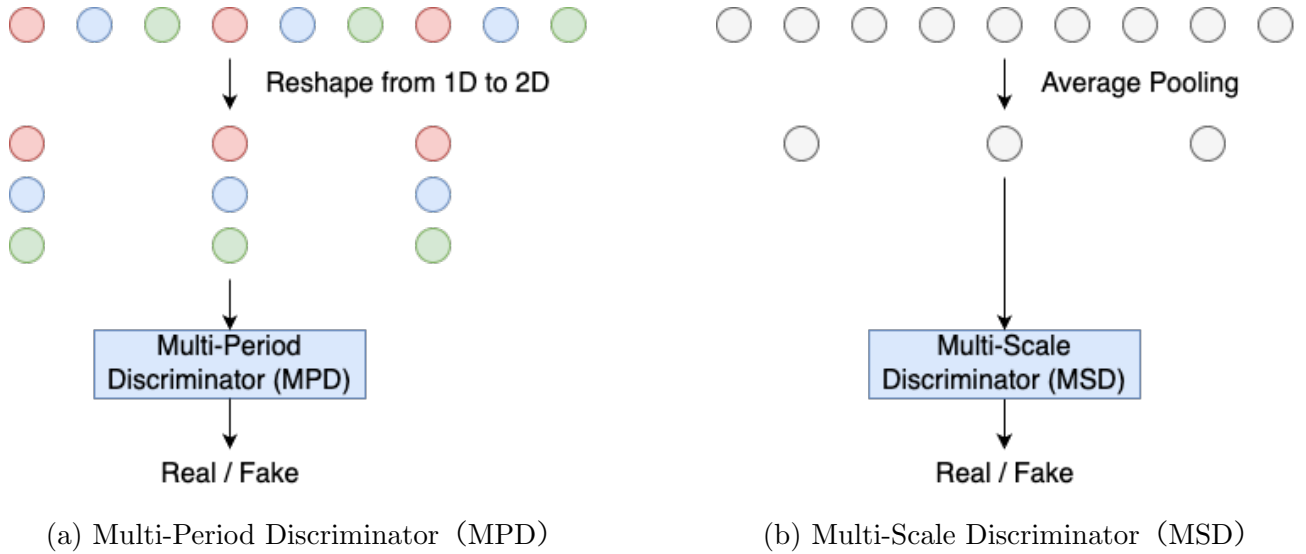 Reshape from 1D to 2D
Multi-Period
Discriminator (MPD)
Real / Fake
(a) Multi-Period Discriminator（MPD）
Average Pooling
Multi-Scale
Discriminator (MSD)
Real / Fake
(b) Multi-Scale Discriminator（MSD）